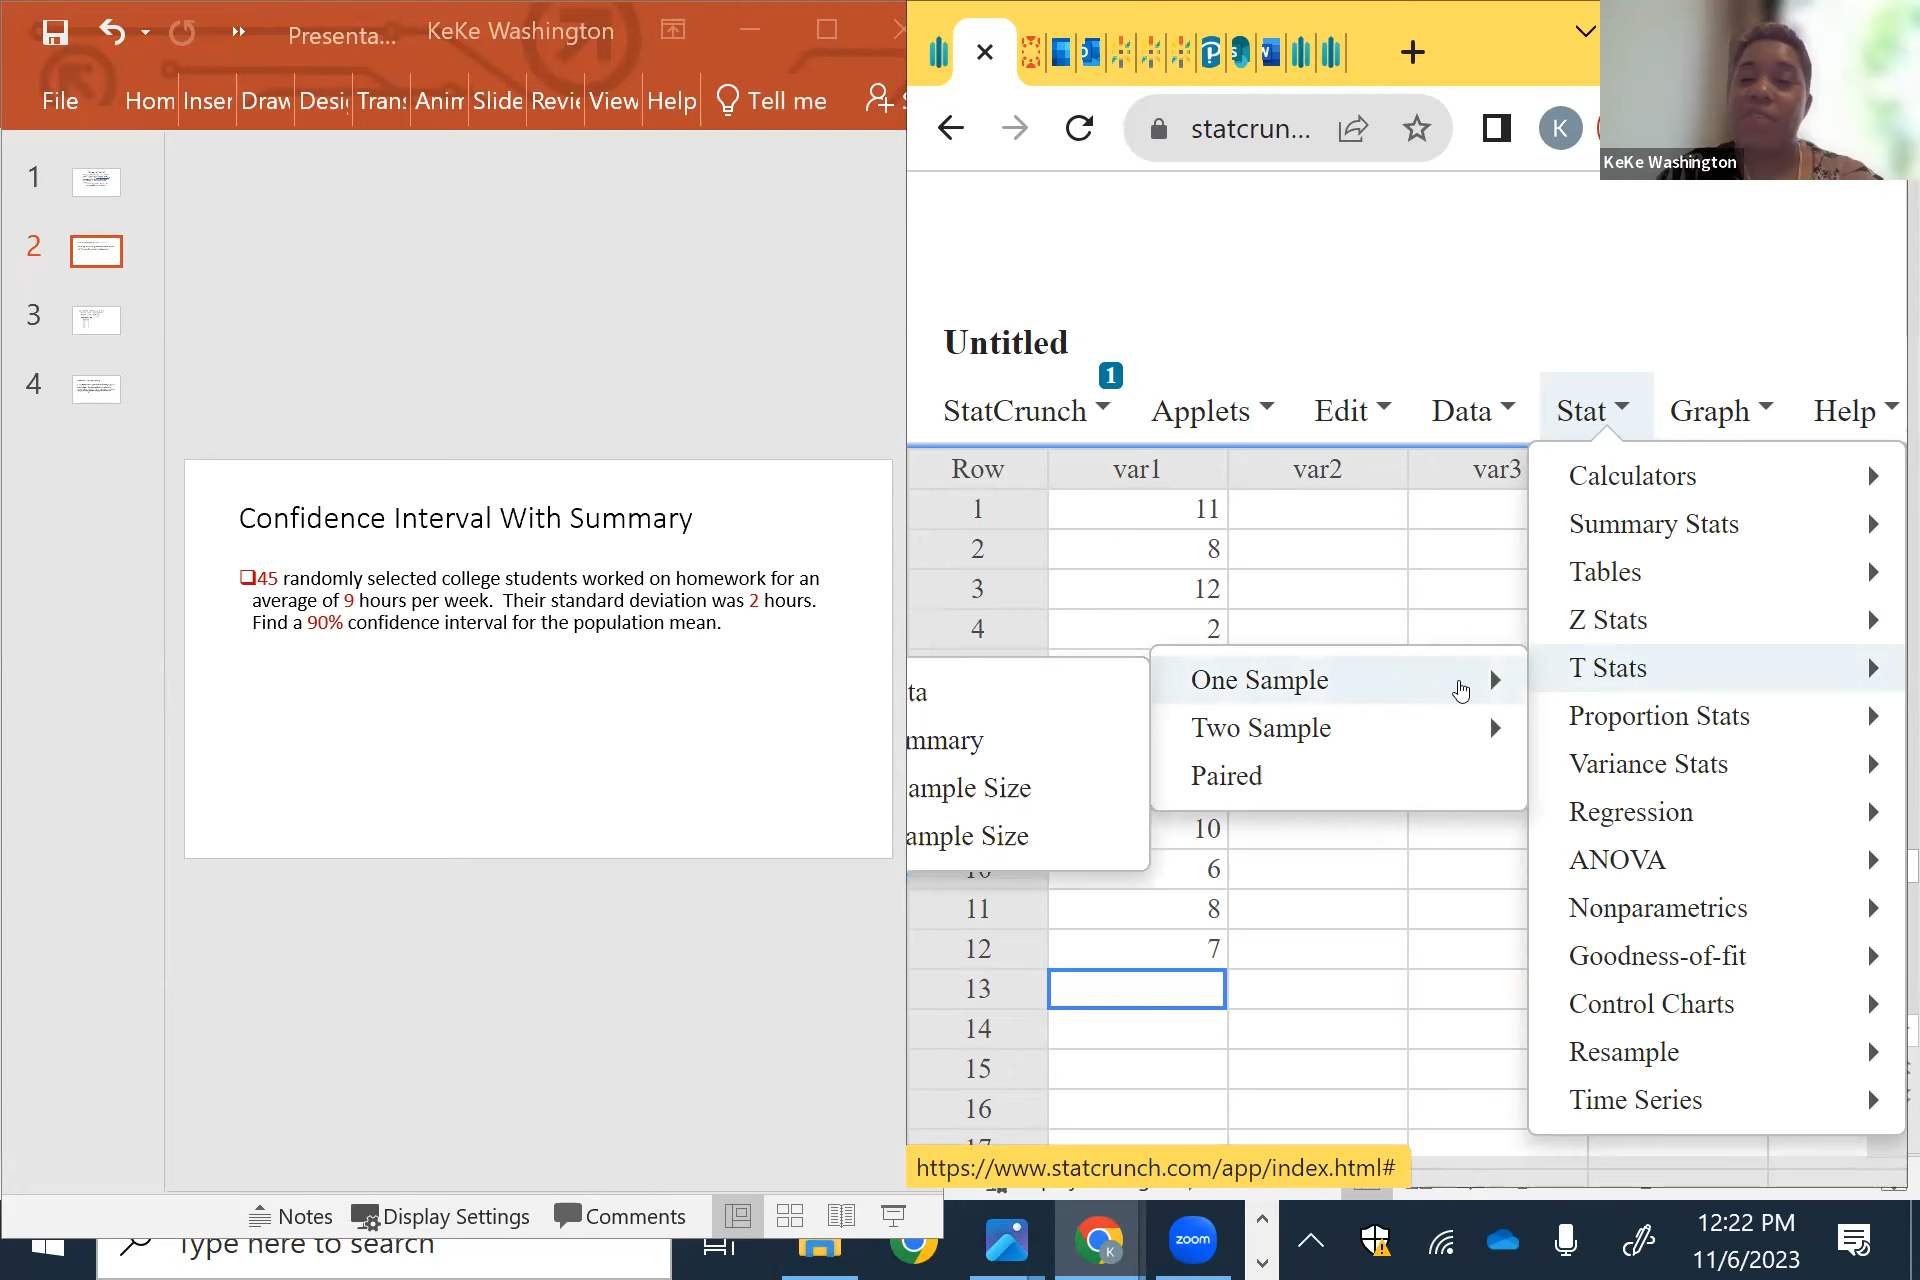 Presenta...
KeKe Washington
File
Hom
Inser
Draw
Desi
Trans
Anim
Slide
Revie
View
Help
Tell me
1
2
3
4
Confidence Interval With Summary
45 randomly selected college students worked on homework for an
average of 9 hours per week. Their standard deviation was 2 hours.
Find a 90% confidence interval for the population mean.
Notes
Display Settings
Comments
statcrun...
K
KeKe Washington
Untitled
1
StatCrunch
Applets
Edit
Data
Stat
Graph
Help
Row var1 var2 var3
1 11
2 8
3 12
4 2
10
10 6
11 8
12 7
13
14
15
16
17
ta
mmary
ample Size
ample Size
One Sample
Two Sample
Paired
Calculators
Summary Stats
Tables
Z Stats
T Stats
Proportion Stats
Variance Stats
Regression
ANOVA
Nonparametrics
Goodness-of-fit
Control Charts
Resample
Time Series
https://www.statcrunch.com/app/index.html#
Type here to search
zoom
12:22 PM
11/6/2023